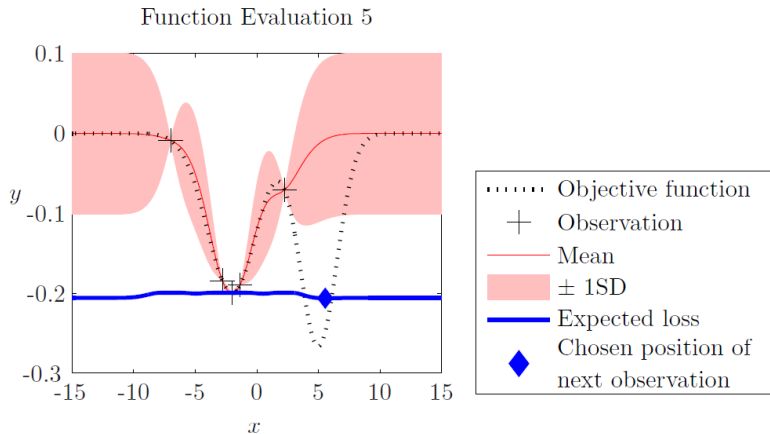 Function Evaluation 5
0.1
0
-0.1
-0.2
-0.3
y
-15
-10
-5
0
5
10
15
x
Objective function
Observation
Mean
± 1SD
Expected loss
Chosen position of
next observation